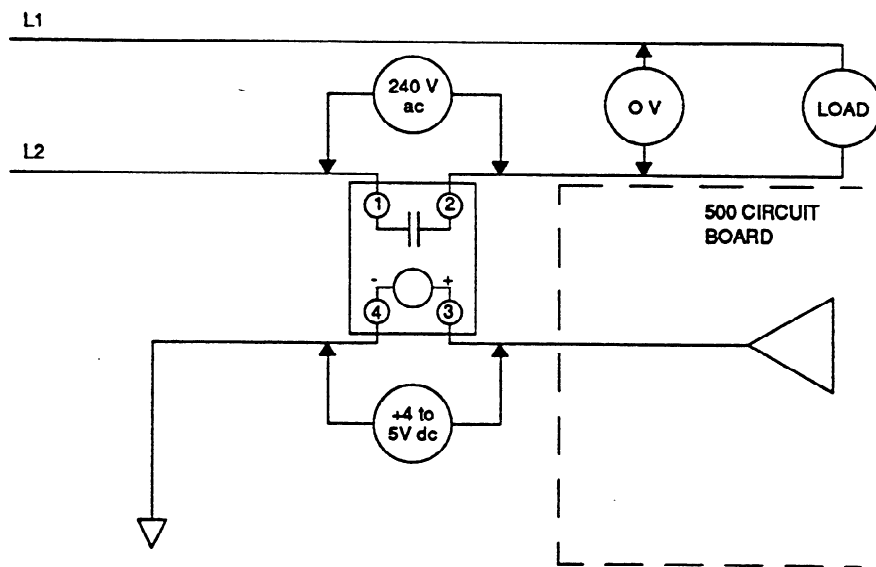 L1
240 V
ac
O V
LOAD
L2
1
2
500 CIRCUIT
BOARD
- +
4
3
+4 to
5V dc